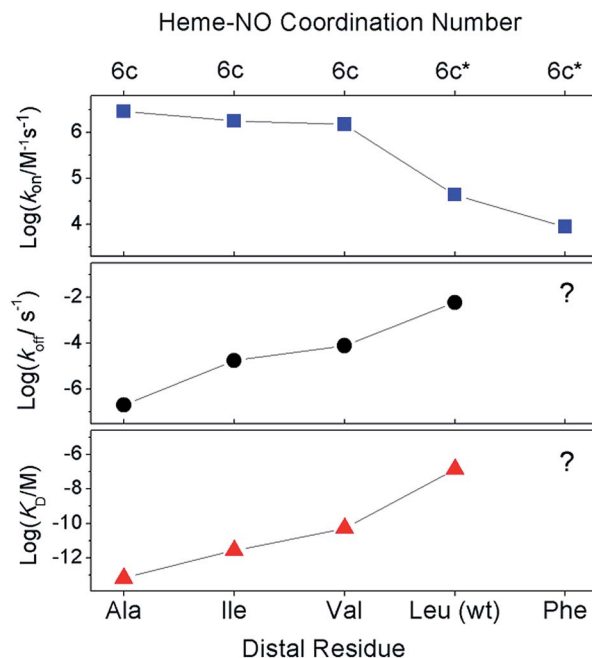 Heme-NO Coordination Number
6c 6c 6c 6c* 6c*
Log(kon/M-1s-1)
6
5
4
Log(koff/ s-1)
-2
-4
-6
?
Log(KD/M)
-6
-8
-10
-12
?
Ala Ile Val Leu (wt) Phe
Distal Residue